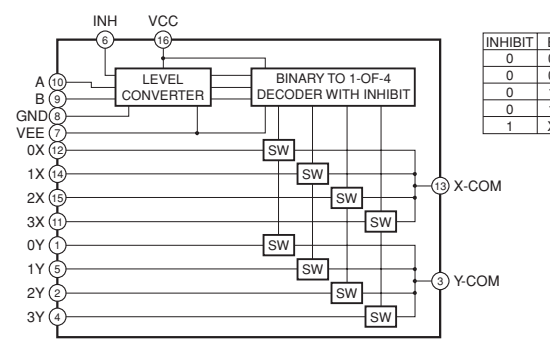 INH VCC
6 16
A 10 LEVEL CONVERTER BINARY TO 1-OF-4 DECODER WITH INHIBIT
B 9
GND 8
VEE 7
0X 12 SW
1X 14 SW
13 X-COM
2X 15 SW
3X 11 SW
0Y 1 SW
1Y 5 SW
3 Y-COM
2Y 2 SW
3Y 4 SW
INHIBIT
0
0
0
0
1